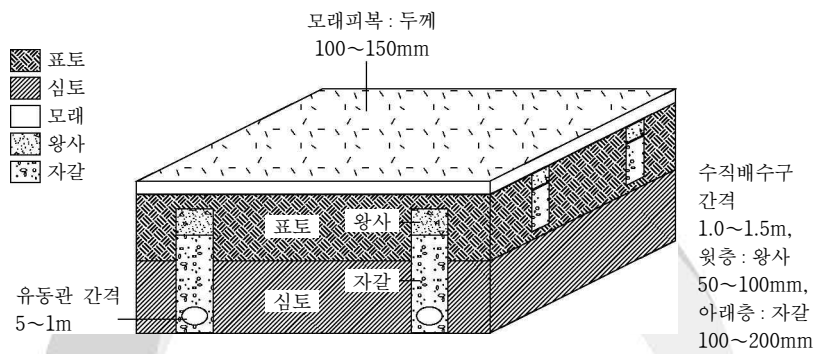 모래피복 : 두께
100～150mm
표토
심토
모래
왕사
자갈
표토
왕사
자갈
심토
유동관 간격
5～1m
수직배수구
간격
1.0～1.5m,
윗층 : 왕사
50～100mm,
아래층 : 자갈
100～200mm